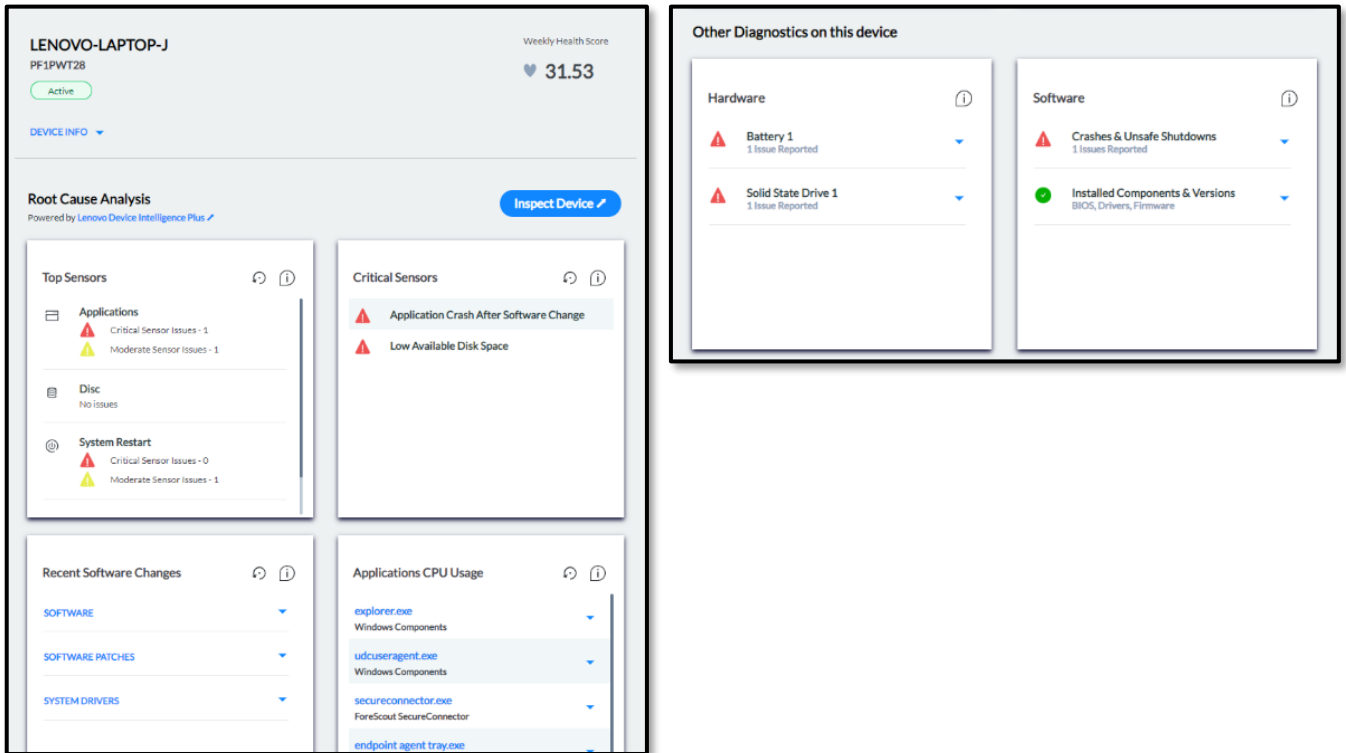 LENOVO-LAPTOP-J
PF1PWT28
Active
DEVICE INFO
Weekly Health Score
31.53
Root Cause Analysis
Powered by Lenovo Device Intelligence Plus
Inspect Device
Top Sensors
Applications
Critical Sensor Issues - 1
Moderate Sensor Issues - 1
Disc
No issues
System Restart
Critical Sensor Issues - 0
Moderate Sensor Issues - 1
Critical Sensors
Application Crash After Software Change
Low Available Disk Space
Recent Software Changes
SOFTWARE
SOFTWARE PATCHES
SYSTEM DRIVERS
Applications CPU Usage
explorer.exe
Windows Components
udcuseragent.exe
Windows Components
secureconnector.exe
ForeScout SecureConnector
endpoint agent tray.exe
Other Diagnostics on this device
Hardware
Battery 1
1 Issue Reported
Solid State Drive 1
1 Issue Reported
Software
Crashes & Unsafe Shutdowns
1 Issues Reported
Installed Components & Versions
BIOS, Drivers, Firmware